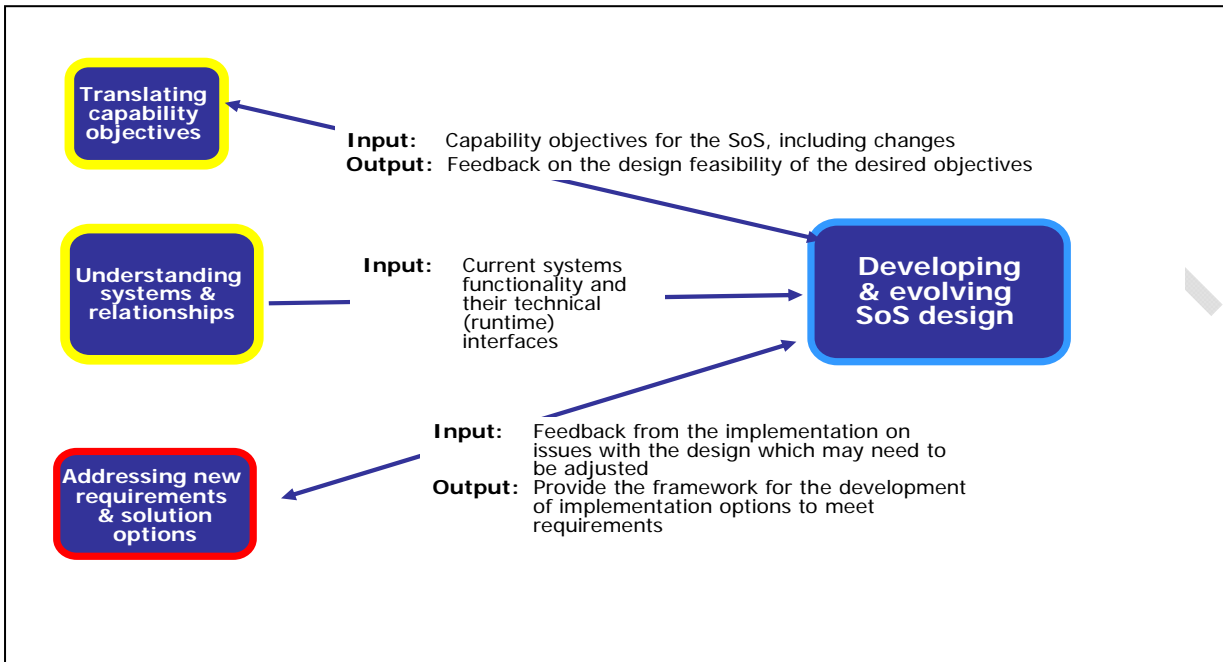 Translating
capability
objectives
Input: Capability objectives for the SoS, including changes
Output: Feedback on the design feasibility of the desired objectives
Understanding
systems &
relationships
Input: Current systems
functionality and
their technical
(runtime)
interfaces
Developing
& evolving
SoS design
Addressing new
requirements
& solution
options
Input: Feedback from the implementation on
issues with the design which may need to
be adjusted
Output: Provide the framework for the development
of implementation options to meet
requirements